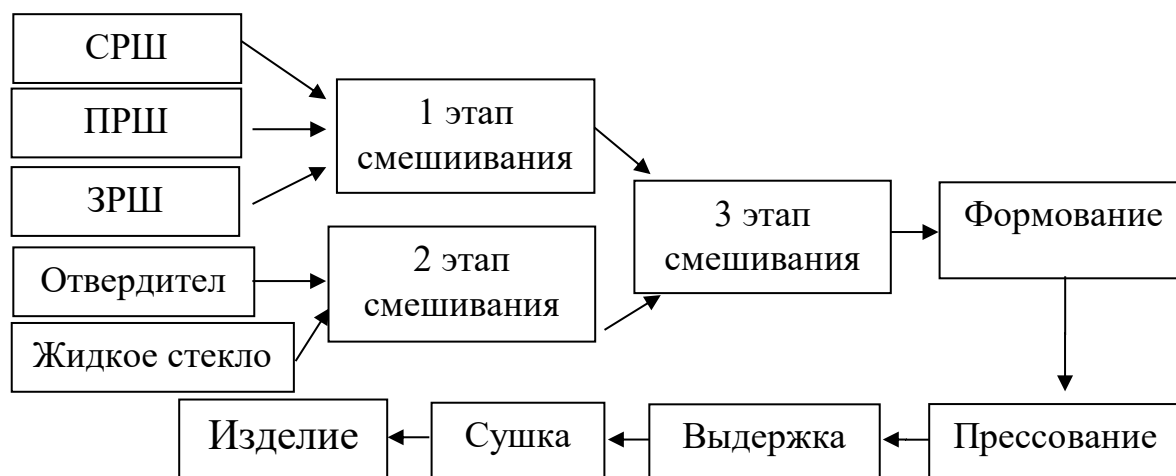 СРШ
ПРШ
ЗРШ
Отвердител
Жидкое стекло
1 этап
смешиивания
2 этап
смешивания
3 этап
смешивания
Формование
Прессование
Выдержка
Сушка
Изделие